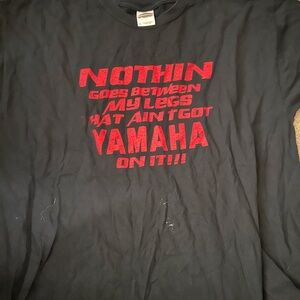 NOTHIN
GOES BETWEEN
MY LEGS
HAT AIN'T GOT
YAMAHA
ON IT!!!